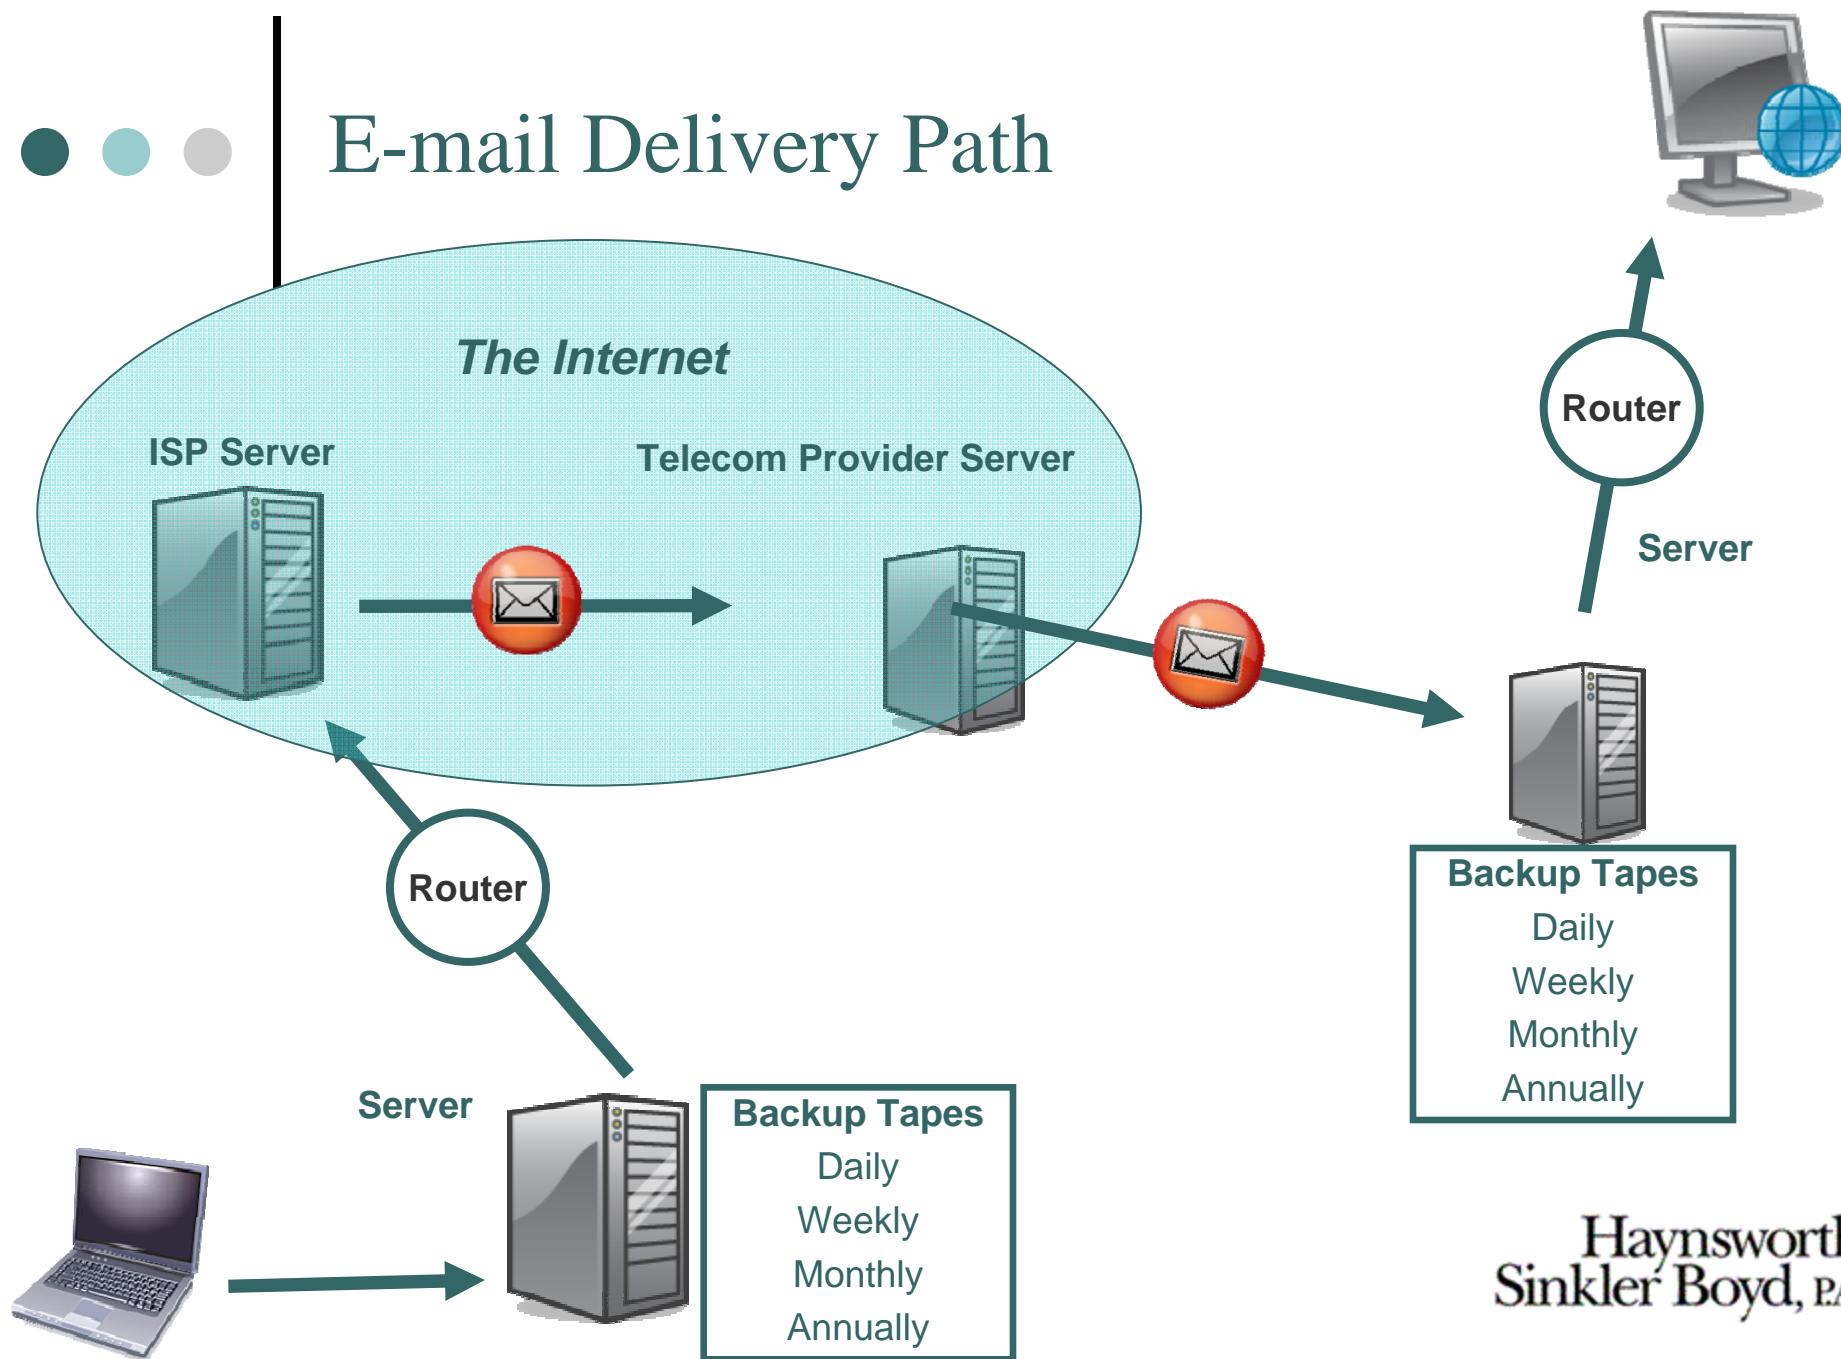 E-mail Delivery Path
The Internet
ISP Server
Telecom Provider Server
Router
Server
Router
Backup Tapes
Daily
Weekly
Monthly
Annually
Server
Backup Tapes
Daily
Weekly
Monthly
Annually
Haynsworth
Sinkler Boyd, P.A.